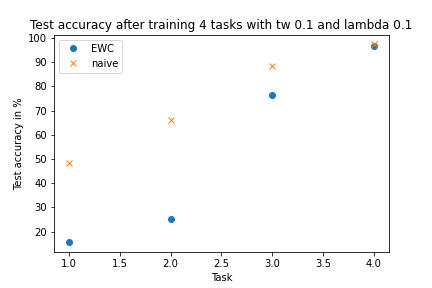 Test accuracy after training 4 tasks with tw 0.1 and lambda 0.1
EWC
naive
Test accuracy in %
100
90
80
70
60
50
40
30
20
1.0 1.5 2.0 2.5 3.0 3.5 4.0
Task